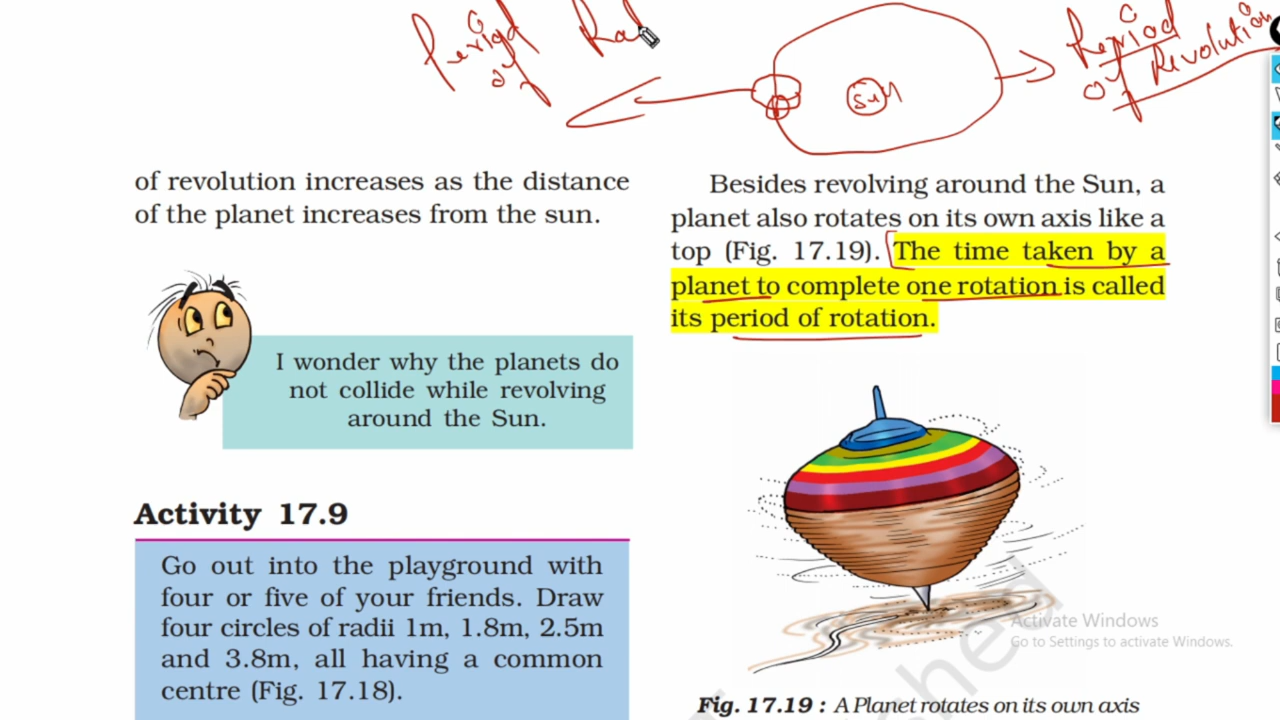 Period
of
Sun
Period
of Revolution
of revolution increases as the distance
of the planet increases from the sun.
I wonder why the planets do
not collide while revolving
around the Sun.
Activity 17.9
Go out into the playground with
four or five of your friends. Draw
four circles of radii 1m, 1.8m, 2.5m
and 3.8m, all having a common
centre (Fig. 17.18).
Besides revolving around the Sun, a
planet also rotates on its own axis like a
top (Fig. 17.19). The time taken by a
planet to complete one rotation is called
its period of rotation.
Activate Windows
Go to Settings to activate Windows.
Fig. 17.19 : A Planet rotates on its own axis